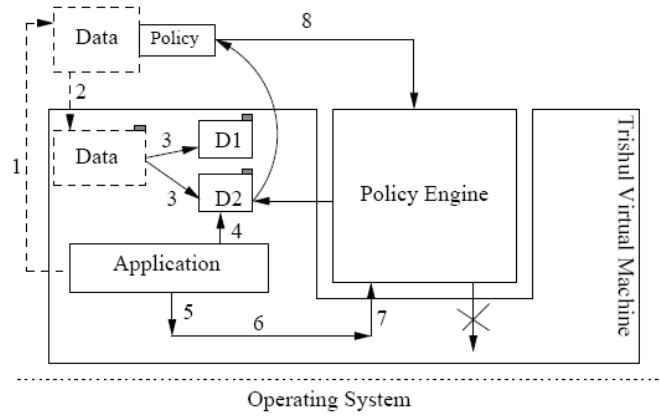 8
Data
Policy
2
1
Data
3
D1
3
D2
4
Policy Engine
Trishul Virtual
Machine
Application
5
6
7
Operating System